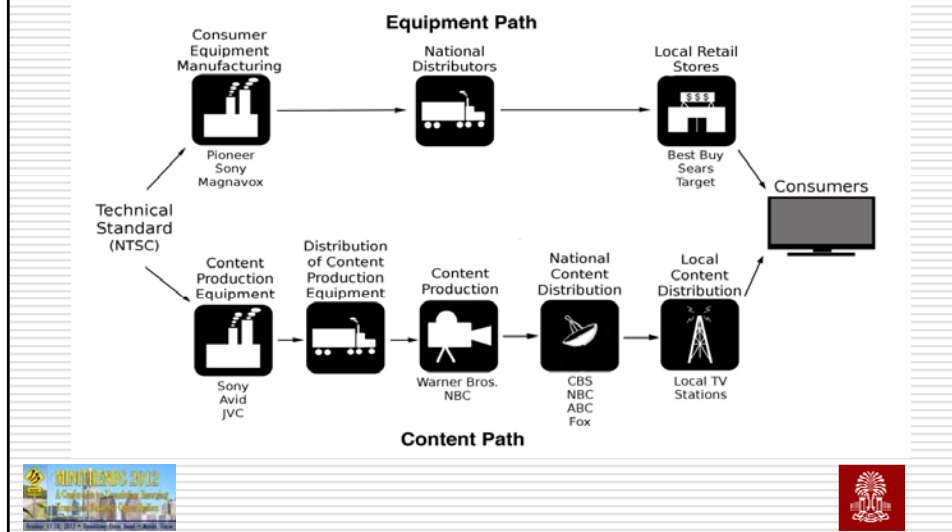 Equipment Path
Consumer
Equipment
Manufacturing
National
Distributors
Local Retail
Stores
$$$
Pioneer
Sony
Magnavox
Best Buy
Sears
Target
Consumers
Technical
Standard
(NTSC)
Content
Production
Equipment
Distribution
of Content
Production
Equipment
Content
Production
National
Content
Distribution
Local
Content
Distribution
Sony
Avid
JVC
Warner Bros.
NBC
CBS
NBC
ABC
Fox
Local TV
Stations
Content Path
MINITRENDS 2012